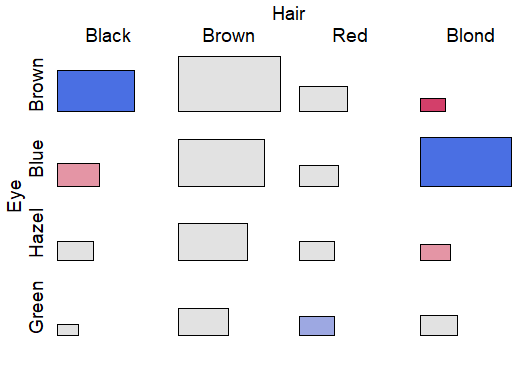 Hair
Black Brown Red Blond
Eye
Brown
Blue
Hazel
Green